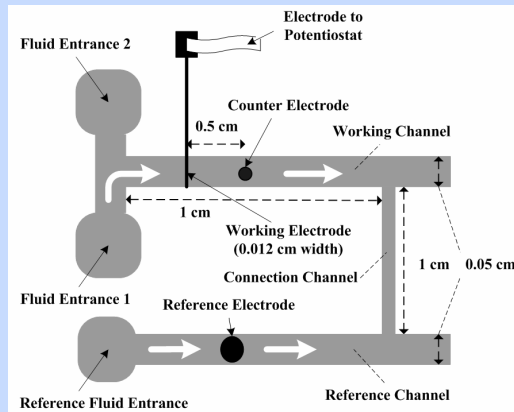 Electrode to
Potentiostat
Fluid Entrance 2
Counter Electrode
0.5 cm
Working Channel
1 cm
Working Electrode
(0.012 cm width)
Connection Channel
1 cm
0.05 cm
Fluid Entrance 1
Reference Electrode
Reference Fluid Entrance
Reference Channel